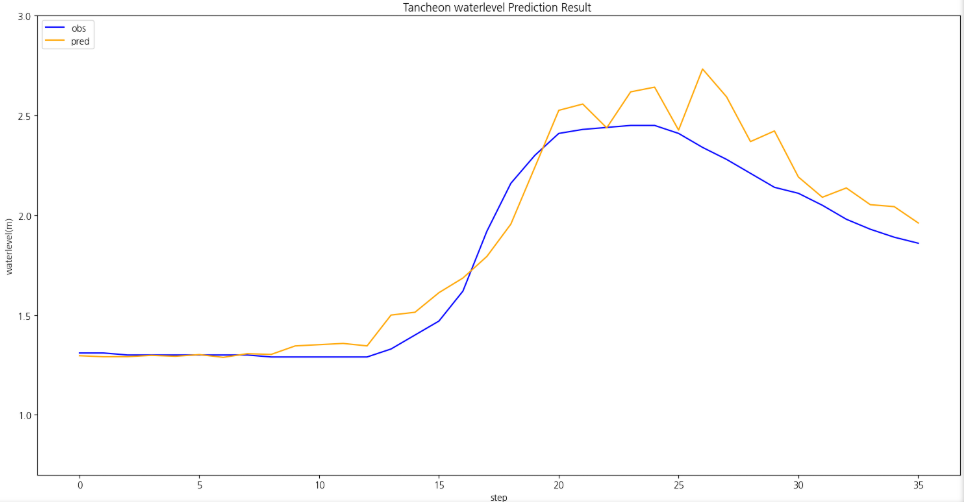 Tancheon waterlevel Prediction Result
obs
pred
3.0
2.5
2.0
1.5
1.0
waterlevel(m)
0 5 10 15 20 25 30 35
step